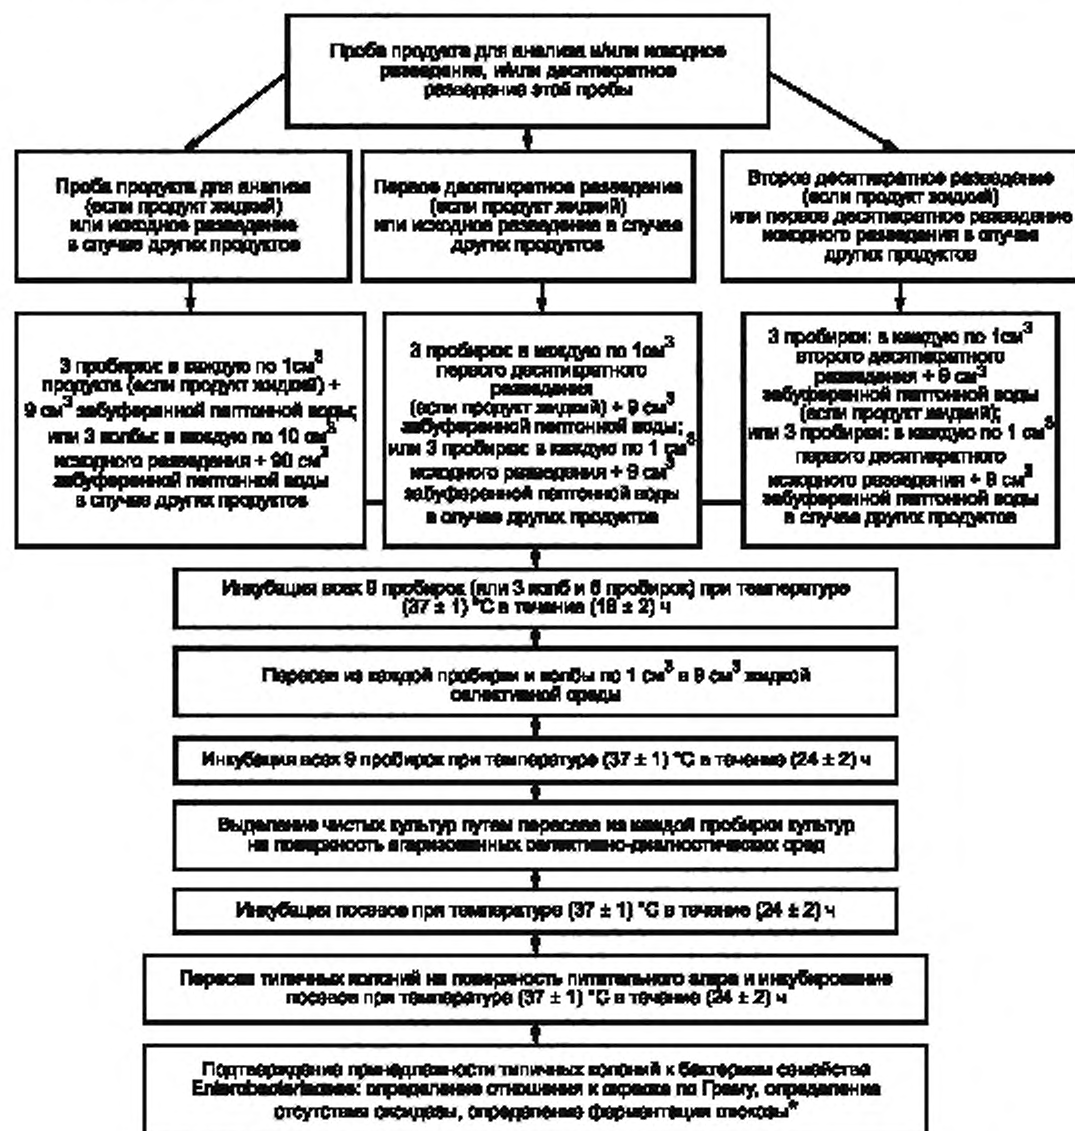 Проба продукта для анализа и/или исходное
разведение, и/или десятикратное
разведение этой пробы
Проба продукта для анализа
(если продукт жидкий)
или исходное разведение
в случае других продуктов
Первое десятикратное разведение
(если продукт жидкий)
или исходное разведение в случае
других продуктов
Второе десятикратное разведение
(если продукт жидкий)
или первое десятикратное разведение
исходного разведения в случае
других продуктов
3 пробирки: в каждую по 1см³
продукта (если продукт жидкий) +
9 см³ забуференной пептонной воды;
или 3 колбы: в каждую по 10 см³
исходного разведения + 90 см³
забуференной пептонной воды
в случае других продуктов
3 пробирки: в каждую по 1см³
первого десятикратного
разведения
(если продукт жидкий) + 9 см³
забуференной пептонной воды;
или 3 пробирки: в каждую по 1 см³
исходного разведения + 9 см³
забуференной пептонной воды
в случае других продуктов
3 пробирки: в каждую по 1см³
второго десятикратного
разведения + 9 см³
забуференной пептонной воды
(если продукт жидкий);
или 3 пробирки: в каждую по 1 см³
первого десятикратного
исходного разведения + 9 см³
забуференной пептонной воды
в случае других продуктов
Инкубация всех 9 пробирок (или 3 колб и 6 пробирок) при температуре
(37 ± 1) °С в течение (18 ± 2) ч
Пересев из каждой пробирки и колбы по 1 см³ в 9 см³ жидкой
селективной среды
Инкубация всех 9 пробирок при температуре (37 ± 1) °С в течение (24 ± 2) ч
Выделение чистых культур путем пересева из каждой пробирки культур
на поверхность агаризованных селективно-диагностических сред
Инкубация посевов при температуре (37 ± 1) °С в течение (24 ± 2) ч
Пересев типичных колоний на поверхность питательного агара и инкубирование
посевов при температуре (37 ± 1) °С в течение (24 ± 2) ч
Подтверждение принадлежности типичных колоний к бактериям семейства
Enterobacteriaceae: определение отношения к окраске по Граму, определение
отсутствия оксидазы, определение ферментации глюкозы*